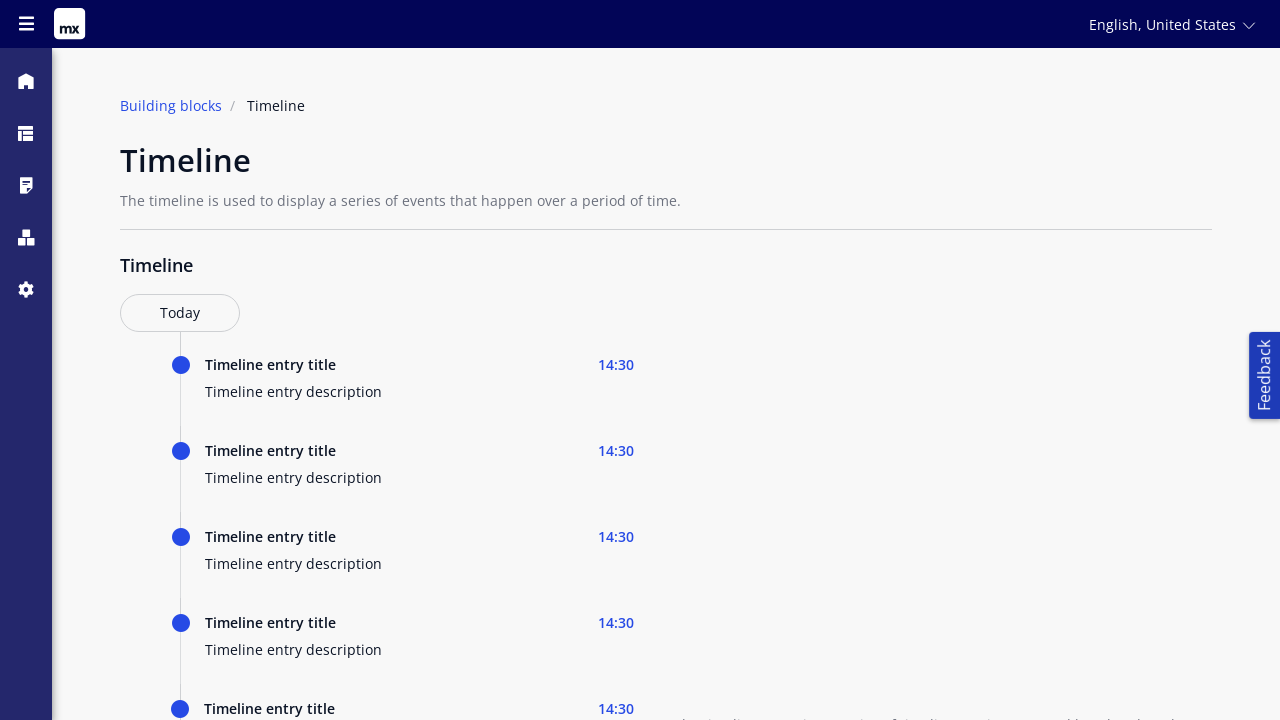 mx
English, United States
Building blocks / Timeline
Timeline
The timeline is used to display a series of events that happen over a period of time.
Timeline
Today
Timeline entry title 14:30
Timeline entry description
Feedback
Timeline entry title 14:30
Timeline entry description
Timeline entry title 14:30
Timeline entry description
Timeline entry title 14:30
Timeline entry description
Timeline entry title 14:30